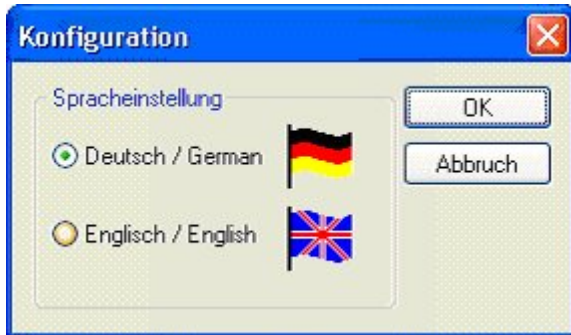 Konfiguration
Spracheinstellung
OK
Deutsch / German
Abbruch
Englisch / English